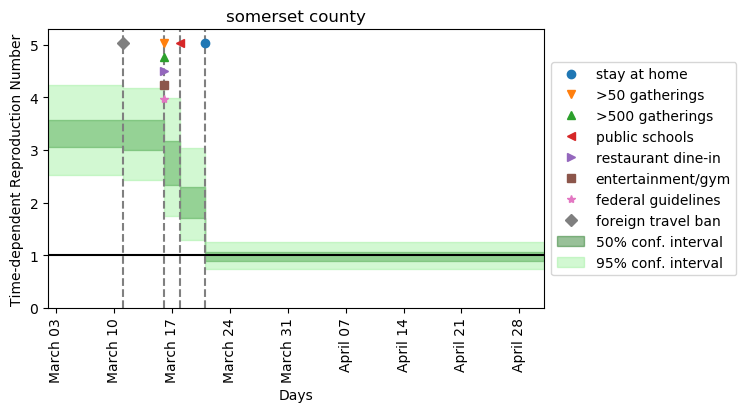 somerset county
Time-dependent Reproduction Number
5
4
3
2
1
0
March 03
March 10
March 17
March 24
March 31
April 07
April 14
April 21
April 28
Days
stay at home
>50 gatherings
>500 gatherings
public schools
restaurant dine-in
entertainment/gym
federal guidelines
foreign travel ban
50% conf. interval
95% conf. interval